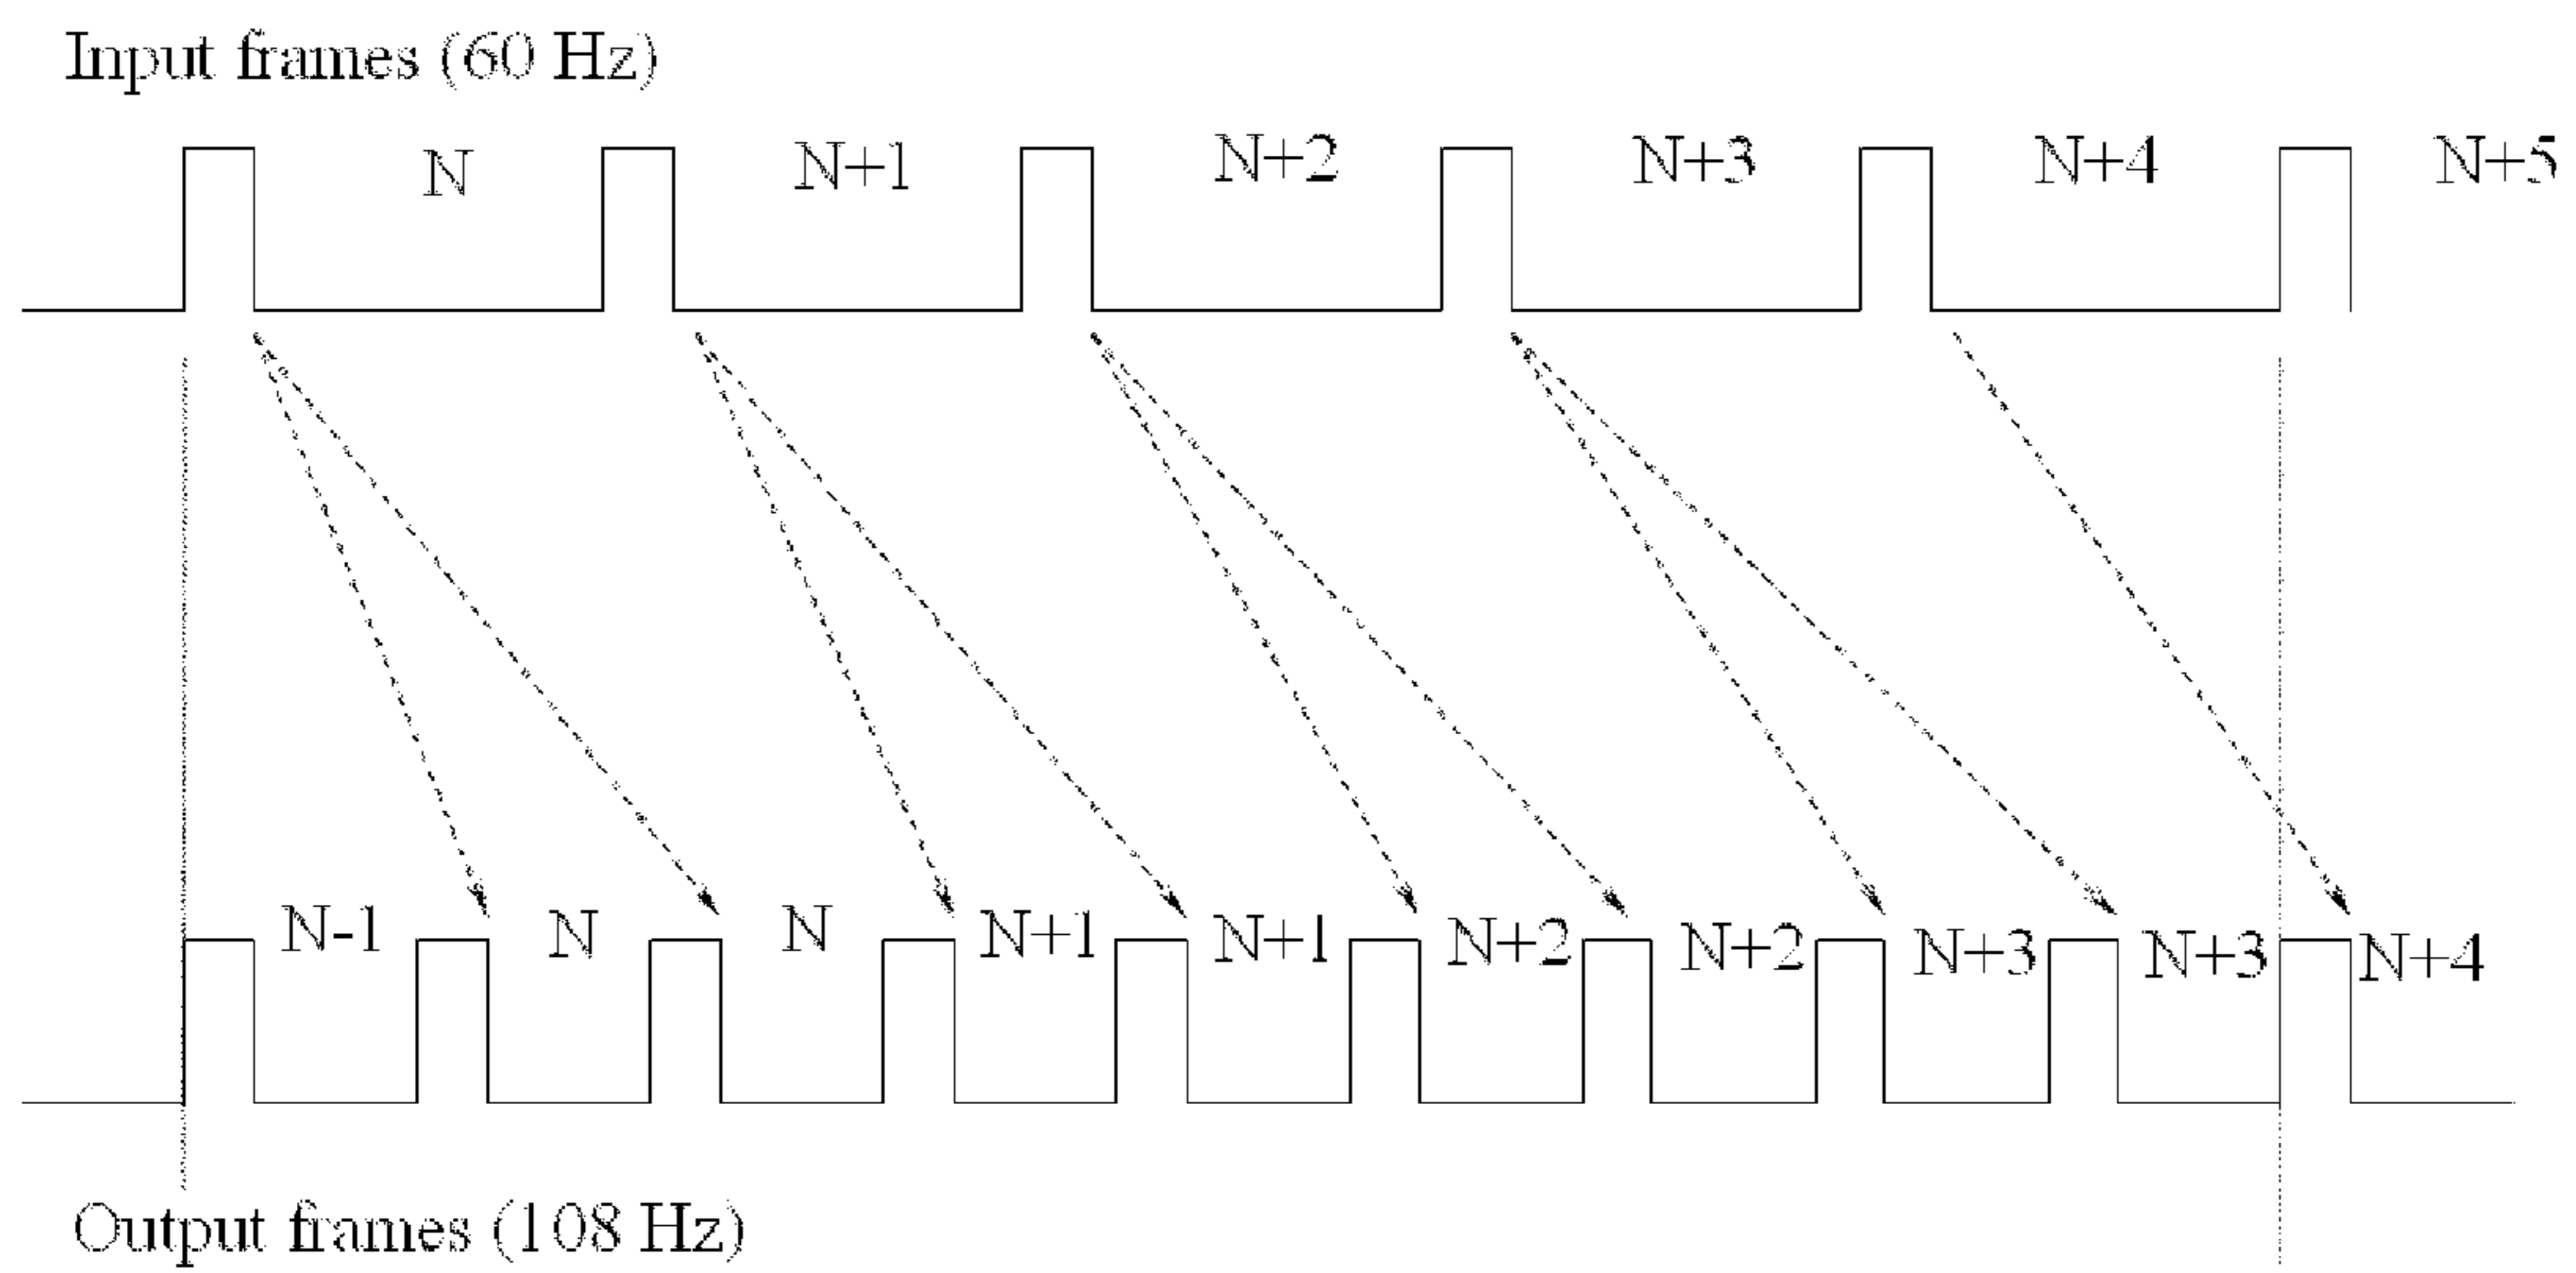 Input frames (60 Hz)
N N+1 N+2 N+3 N+4 N+5
N-1 N N N+1 N+1 N+2 N+2 N+3 N+3 N+4
Output frames (108 Hz)